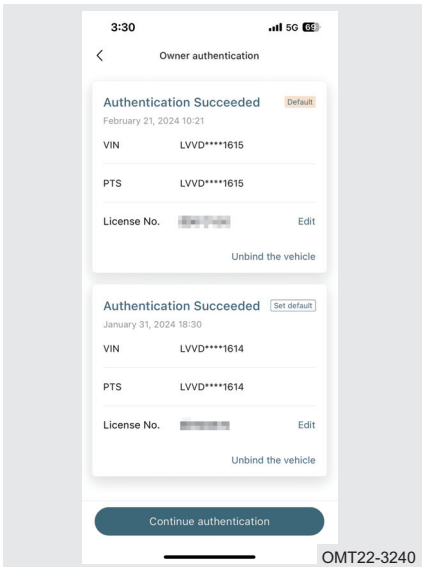 3:30 5G 69
Owner authentication
Authentication Succeeded Default
February 21, 2024 10:21
VIN LVVD****1615
PTS LVVD****1615
License No. Edit
Unbind the vehicle
Authentication Succeeded Set default
January 31, 2024 18:30
VIN LVVD****1614
PTS LVVD****1614
License No. Edit
Unbind the vehicle
Continue authentication
OMT22-3240